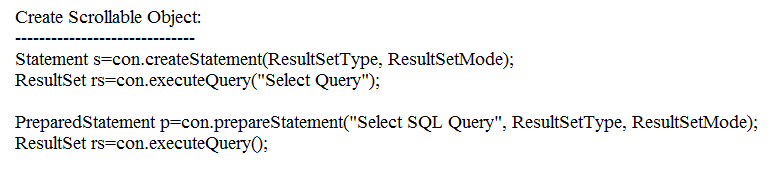 Create Scrollable Object:
------------------------------
Statement s=con.createStatement(ResultSetType, ResultSetMode);
ResultSet rs=con.executeQuery("Select Query");
PreparedStatement p=con.prepareStatement("Select SQL Query", ResultSetType, ResultSetMode);
ResultSet rs=con.executeQuery();